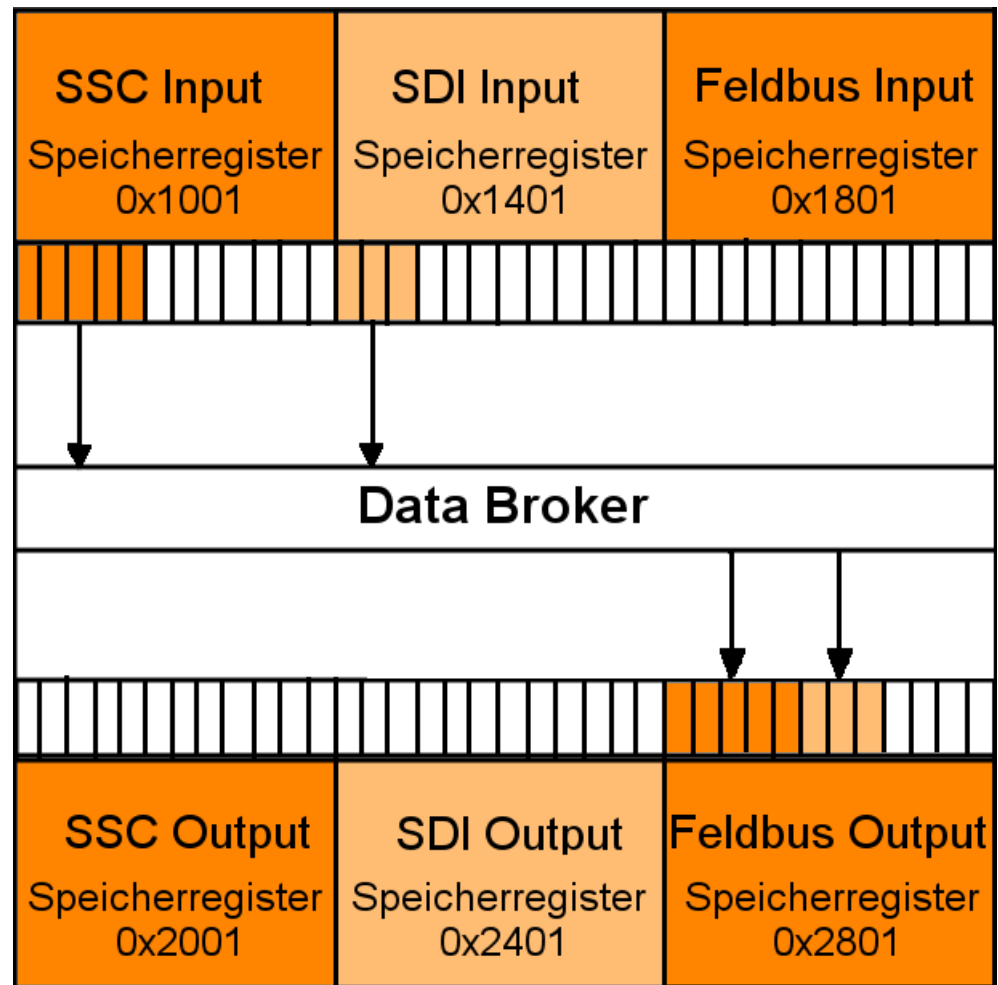 SSC Input
Speicherregister
0x1001
SDI Input
Speicherregister
0x1401
Feldbus Input
Speicherregister
0x1801
Data Broker
SSC Output
Speicherregister
0x2001
SDI Output
Speicherregister
0x2401
Feldbus Output
Speicherregister
0x2801